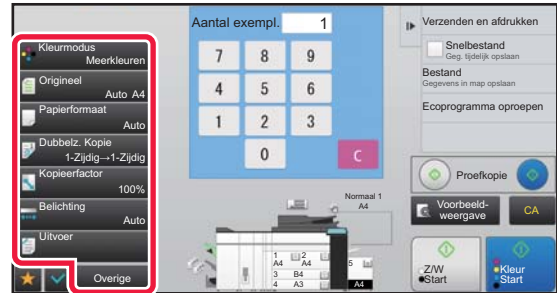 Kleurmodus
Meerkleuren
Origineel
Auto A4
Papierformaat
Auto
Dubbelz. Kopie
1-Zijdig→1-Zijdig
Kopieerfactor
100%
Belichting
Auto
Uitvoer
Overige
Aantal exempl. 1
7 8 9
4 5 6
1 2 3
0 C
Normaal 1
A4
1 A4
2 A4
3 B4
4 A3
5
A4
Verzenden en afdrukken
Snelbestand
Geg. tijdelijk opslaan
Bestand
Gegevens in map opslaan
Ecoprogramma oproepen
Proefkopie
Voorbeeld-
weergave
CA
Z/W
Start
Kleur
Start